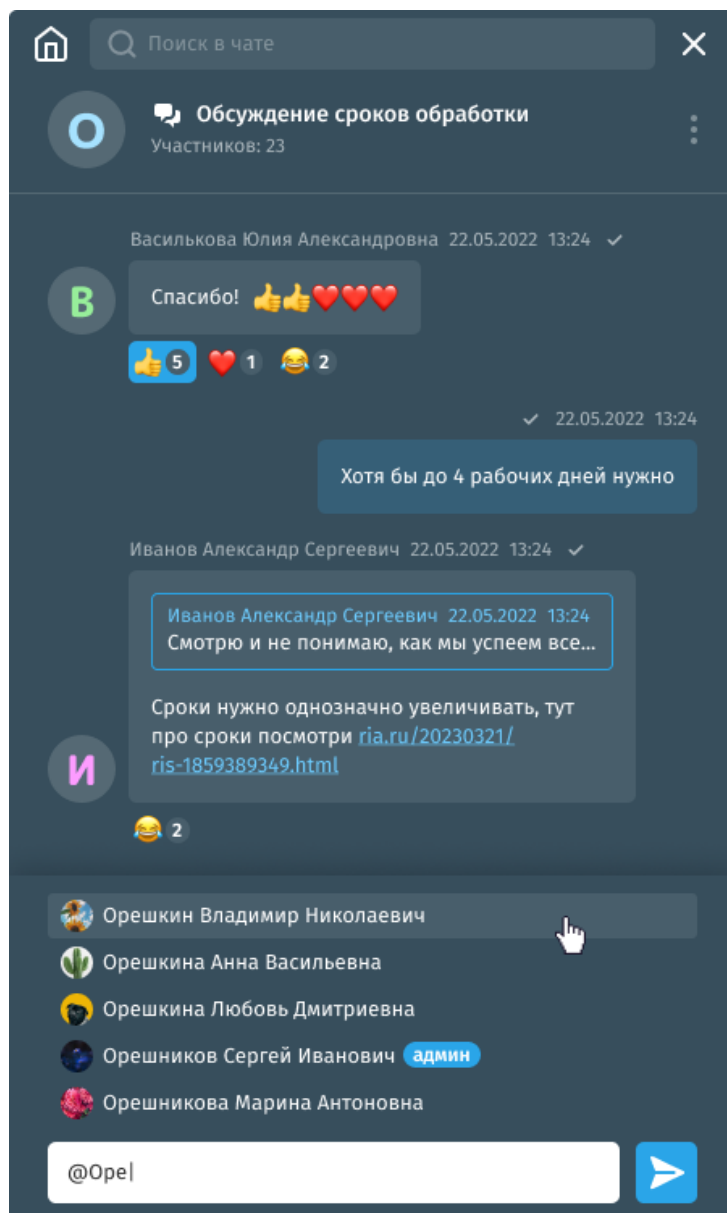 Поиск в чате
О
Обсуждение сроков обработки
Участников: 23
Василькова Юлия Александровна 22.05.2022 13:24
В
Спасибо! 👍👍❤️❤️❤️
👍 5 ❤️ 1 😂 2
22.05.2022 13:24
Хотя бы до 4 рабочих дней нужно
Иванов Александр Сергеевич 22.05.2022 13:24
Иванов Александр Сергеевич 22.05.2022 13:24
Смотрю и не понимаю, как мы успеем все...
Сроки нужно однозначно увеличивать, тут
про сроки посмотри ria.ru/20230321/
ris-1859389349.html
И
😂 2
Орешкин Владимир Николаевич
Орешкина Анна Васильевна
Орешкина Любовь Дмитриевна
Орешников Сергей Иванович админ
Орешникова Марина Антоновна
@Оре